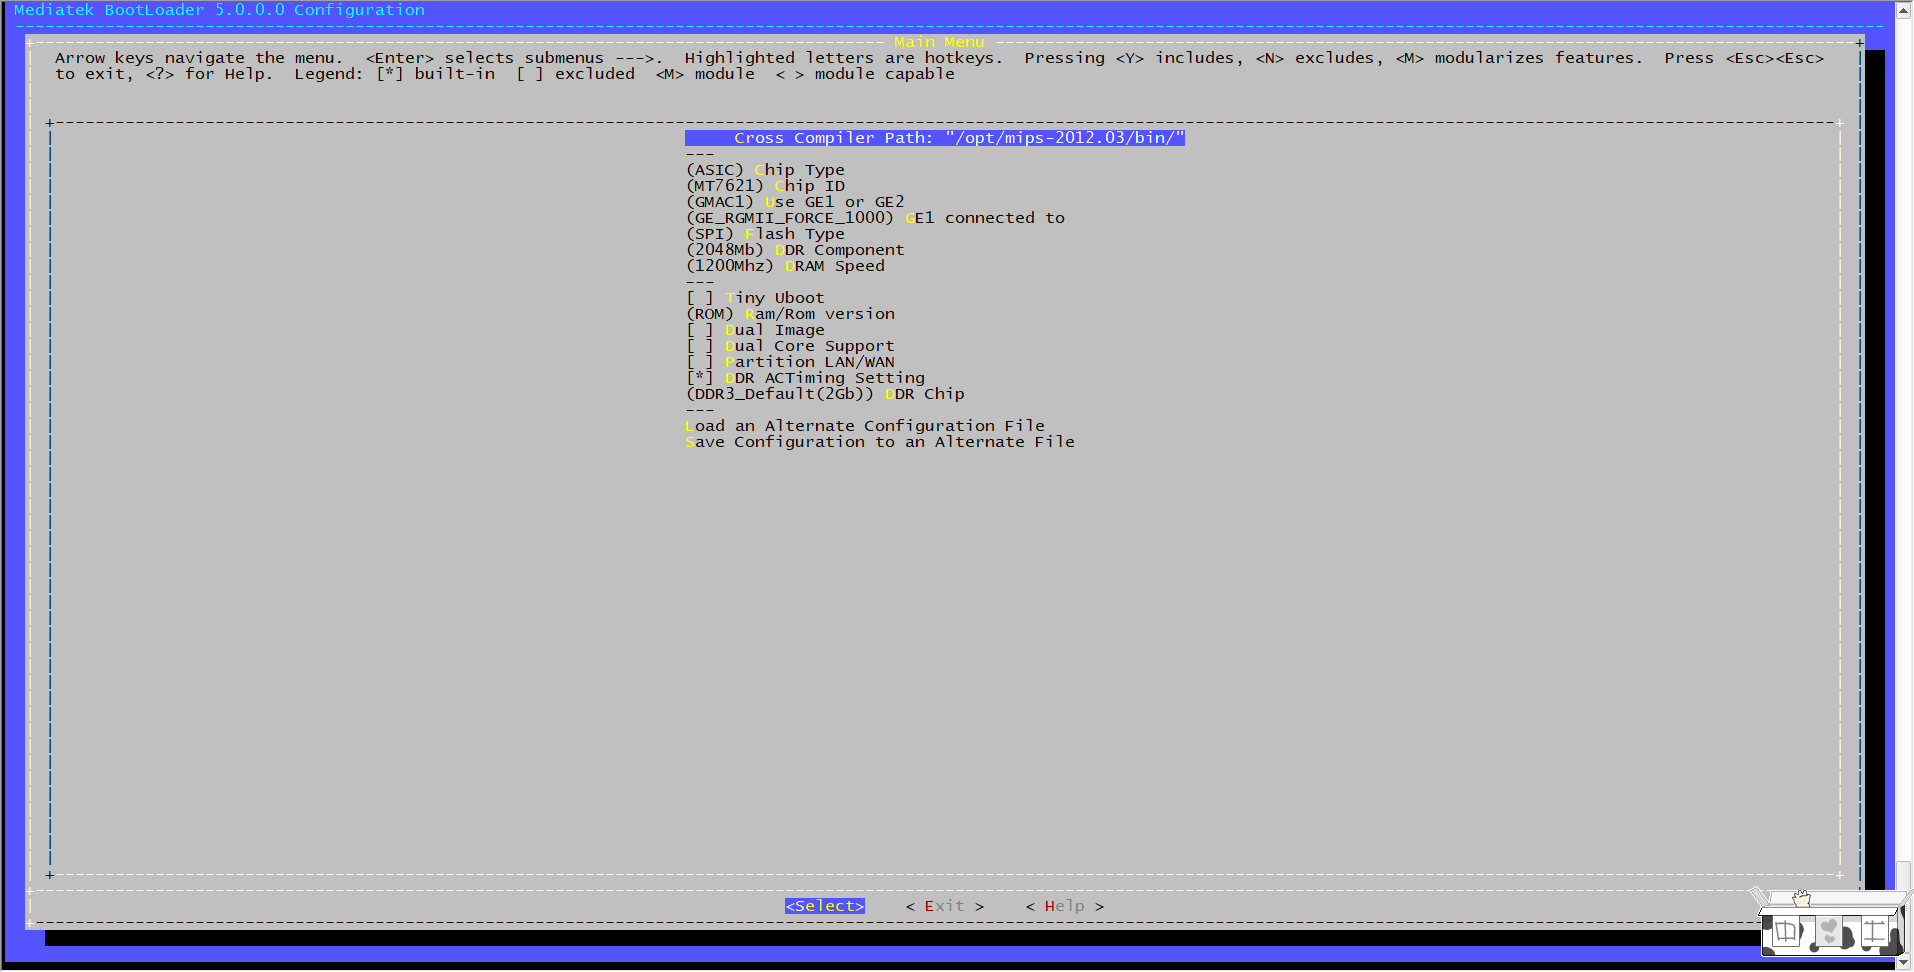 Mediatek BootLoader 5.0.0.0 Configuration
Main Menu
Arrow keys navigate the menu.  <Enter> selects submenus --->.  Highlighted letters are hotkeys.  Pressing <Y> includes, <N> excludes, <M> modularizes features.  Press <Esc><Esc>
to exit, <?> for Help.  Legend: [*] built-in  [ ] excluded  <M> module  < > module capable
Cross Compiler Path: "/opt/mips-2012.03/bin/"
---
(ASIC) Chip Type
(MT7621) Chip ID
(GMAC1) Use GE1 or GE2
(GE_RGMII_FORCE_1000) GE1 connected to
(SPI) Flash Type
(2048Mb) DDR Component
(1200Mhz) DRAM Speed
---
[ ] Tiny Uboot
(ROM) Ram/Rom version
[ ] Dual Image
[ ] Dual Core Support
[ ] Partition LAN/WAN
[*] DDR ACTiming Setting
(DDR3_Default(2Gb)) DDR Chip
---
Load an Alternate Configuration File
Save Configuration to an Alternate File
<Select>    < Exit >    < Help >